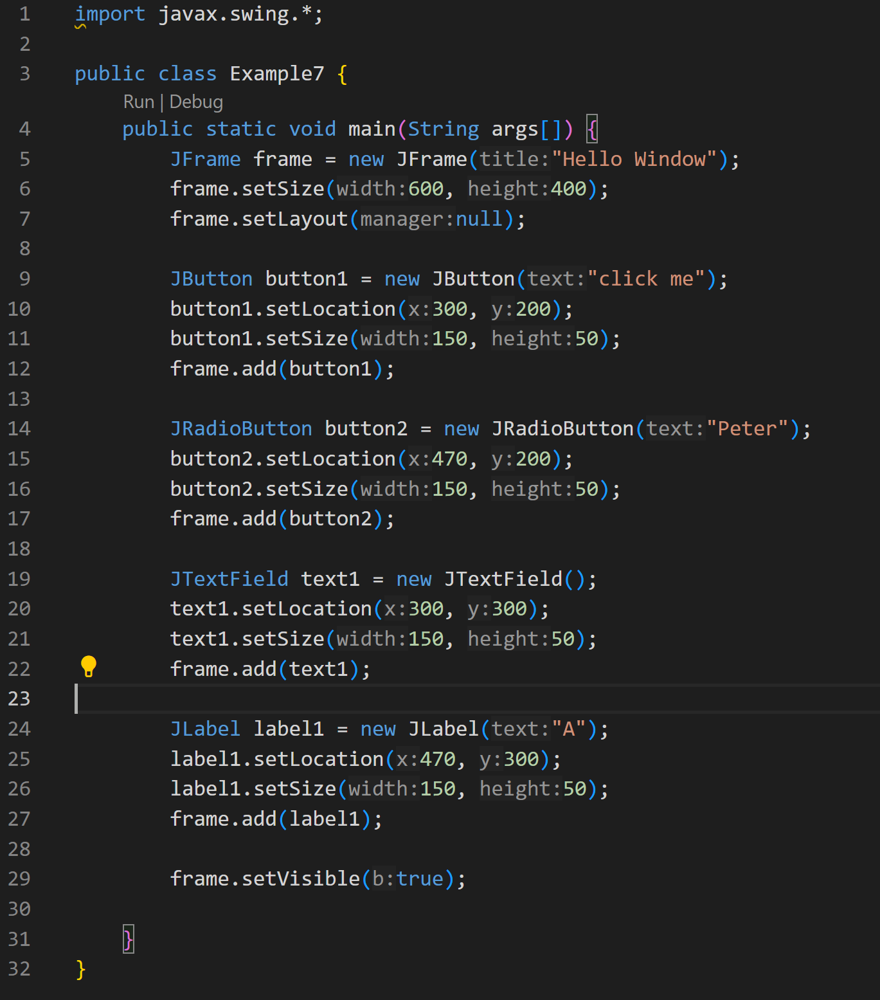 1 import javax.swing.*;
2
3 public class Example7 {
Run | Debug
4 public static void main(String args[]) {
5 JFrame frame = new JFrame(title:"Hello Window");
6 frame.setSize(width:600, height:400);
7 frame.setLayout(manager:null);
8
9 JButton button1 = new JButton(text:"click me");
10 button1.setLocation(x:300, y:200);
11 button1.setSize(width:150, height:50);
12 frame.add(button1);
13
14 JRadioButton button2 = new JRadioButton(text:"Peter");
15 button2.setLocation(x:470, y:200);
16 button2.setSize(width:150, height:50);
17 frame.add(button2);
18
19 JTextField text1 = new JTextField();
20 text1.setLocation(x:300, y:300);
21 text1.setSize(width:150, height:50);
22 frame.add(text1);
23
24 JLabel label1 = new JLabel(text:"A");
25 label1.setLocation(x:470, y:300);
26 label1.setSize(width:150, height:50);
27 frame.add(label1);
28
29 frame.setVisible(b:true);
30
31 }
32 }